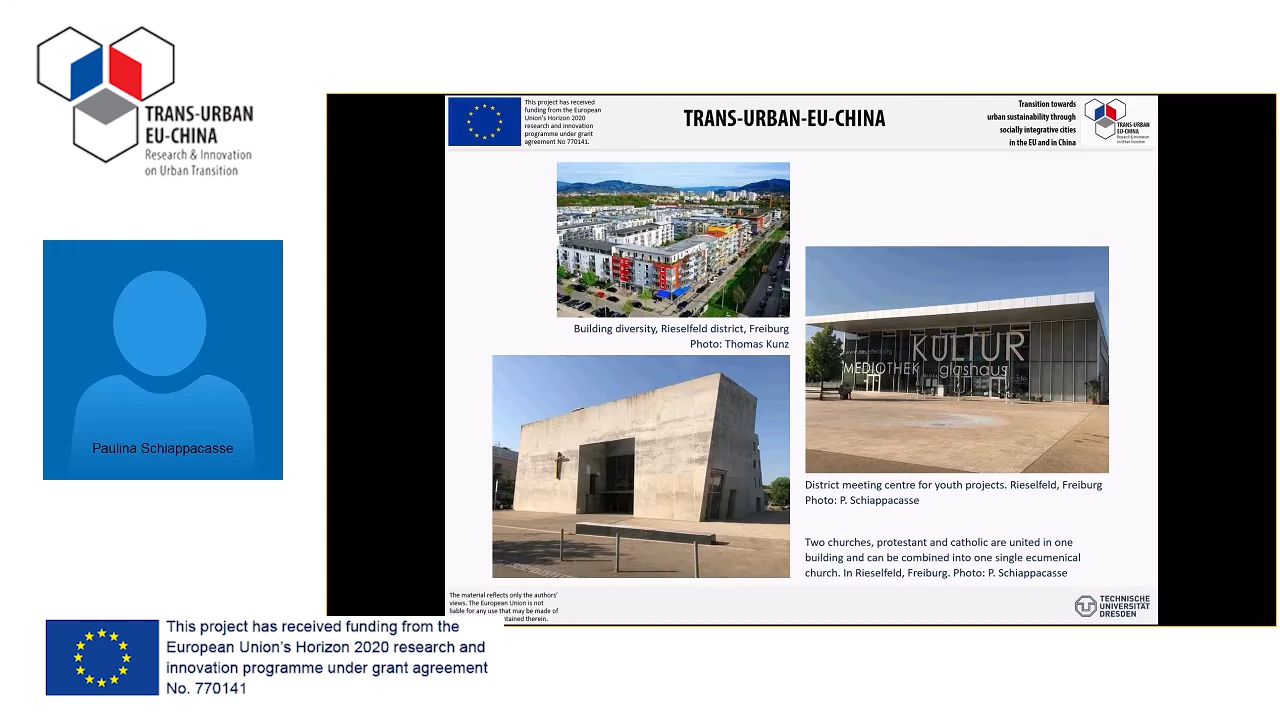 TRANS-URBAN
EU-CHINA
Research & Innovation
on Urban Transition
Paulina Schiappacasse
This project has received
funding from the European
Union's Horizon 2020
research and innovation
programme under grant
agreement No 770141.
TRANS-URBAN-EU-CHINA
Transition towards
urban sustainability through
socially integrative cities
in the EU and in China
TRANS-URBAN
EU-CHINA
Research & Innovation
on Urban Transition
Building diversity, Rieselfeld district, Freiburg
Photo: Thomas Kunz
KULTUR
MEDIOTHEK glashaus
District meeting centre for youth projects. Rieselfeld, Freiburg
Photo: P. Schiappacasse
Two churches, protestant and catholic are united in one
building and can be combined into one single ecumenical
church. In Rieselfeld, Freiburg. Photo: P. Schiappacasse
The material reflects only the authors'
views. The European Union is not
liable for any use that may be made of
therein.
TECHNISCHE
UNIVERSITÄT
DRESDEN
This project has received funding from the
European Union's Horizon 2020 research and
innovation programme under grant agreement
No. 770141